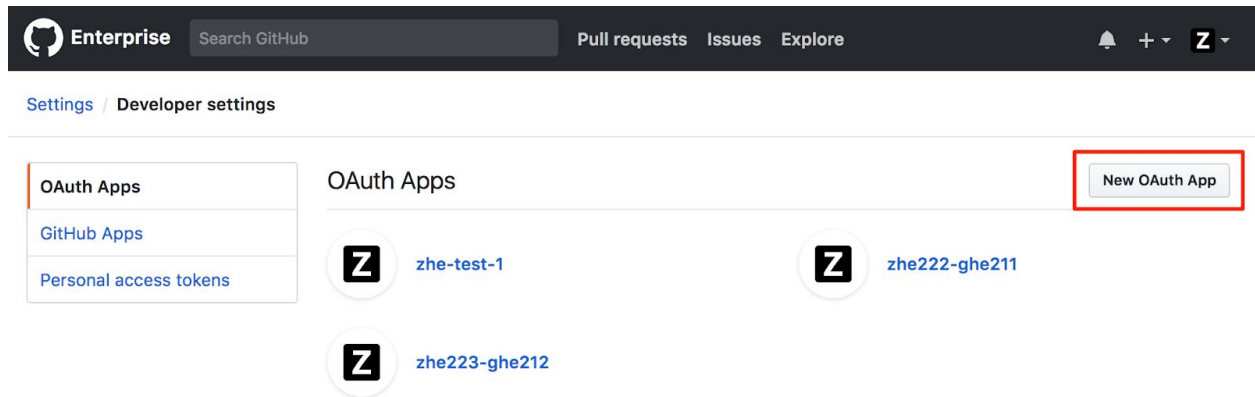 Enterprise Search GitHub Pull requests Issues Explore Z
Settings / Developer settings
OAuth Apps
GitHub Apps
Personal access tokens
OAuth Apps New OAuth App
Z zhe-test-1 Z zhe222-ghe211
Z zhe223-ghe212